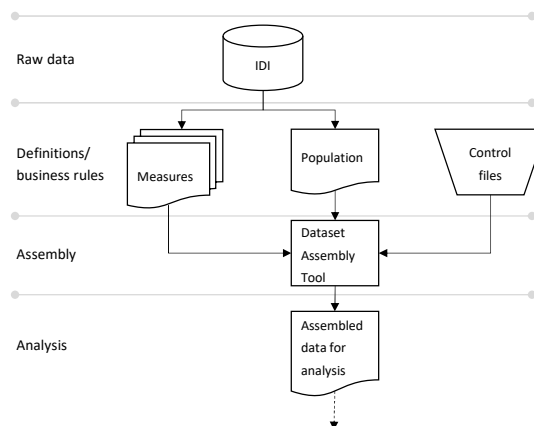 Raw data
IDI
Definitions/
business rules
Measures
Population
Control
files
Assembly
Dataset
Assembly
Tool
Analysis
Assembled
data for
analysis